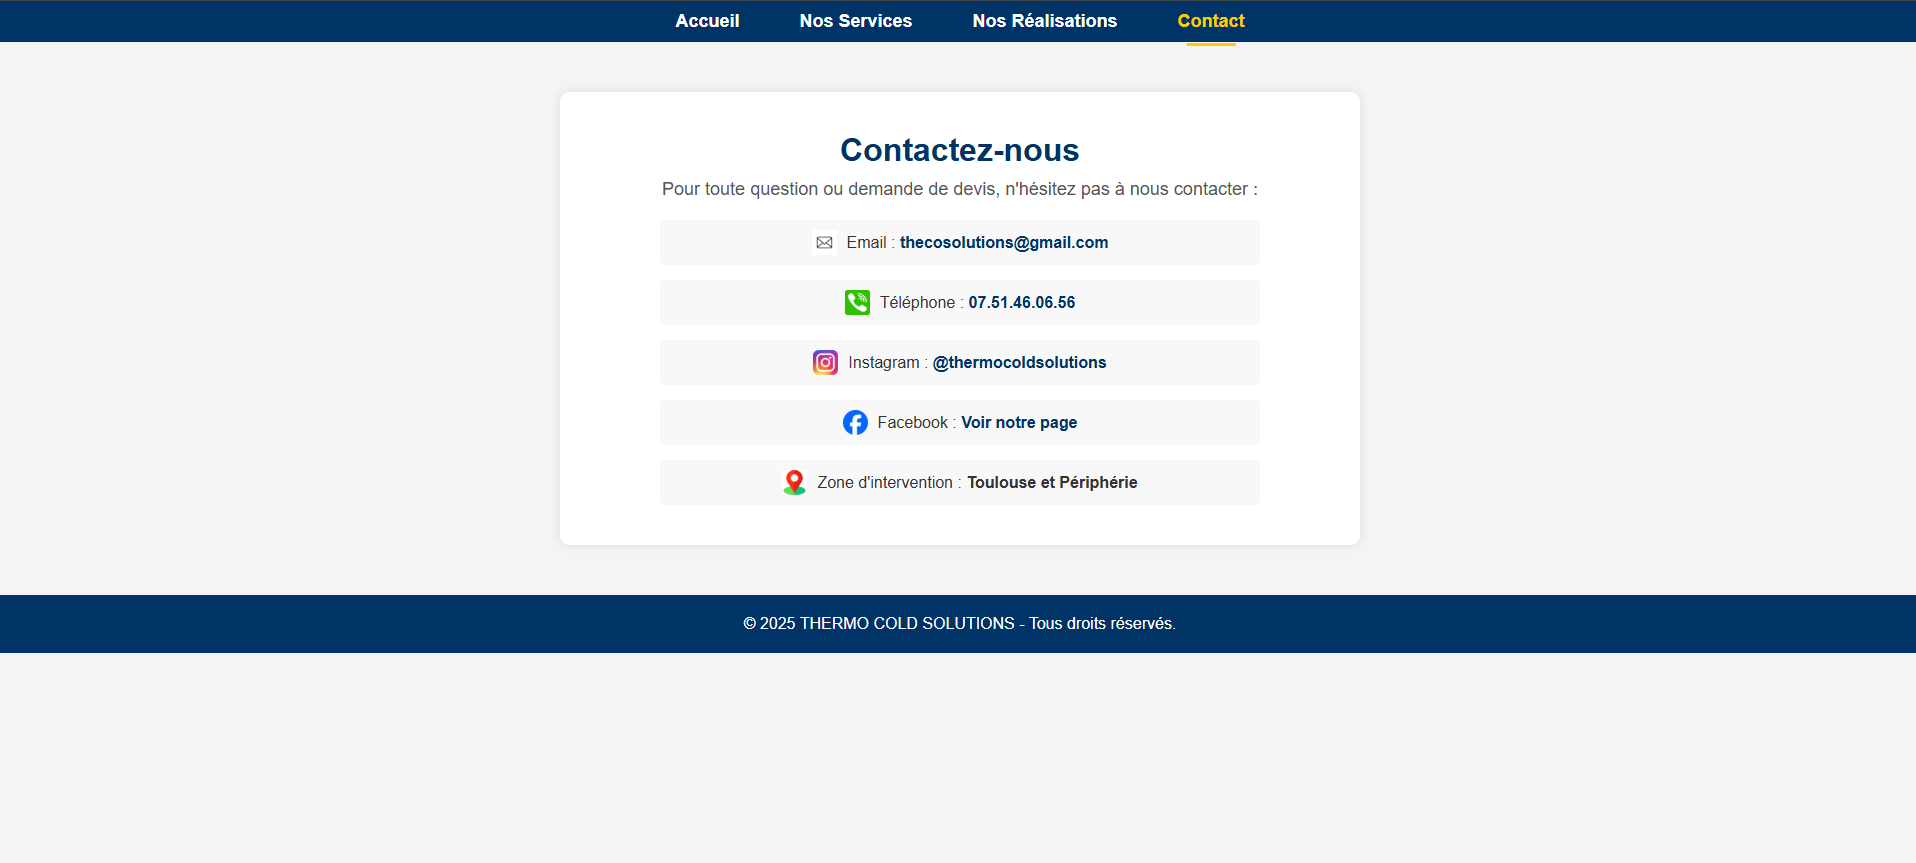 Accueil Nos Services Nos Réalisations Contact
Contactez-nous
Pour toute question ou demande de devis, n'hésitez pas à nous contacter :
Email : thecosolutions@gmail.com
Téléphone : 07.51.46.06.56
Instagram : @thermocoldsolutions
Facebook : Voir notre page
Zone d'intervention : Toulouse et Périphérie
© 2025 THERMO COLD SOLUTIONS - Tous droits réservés.